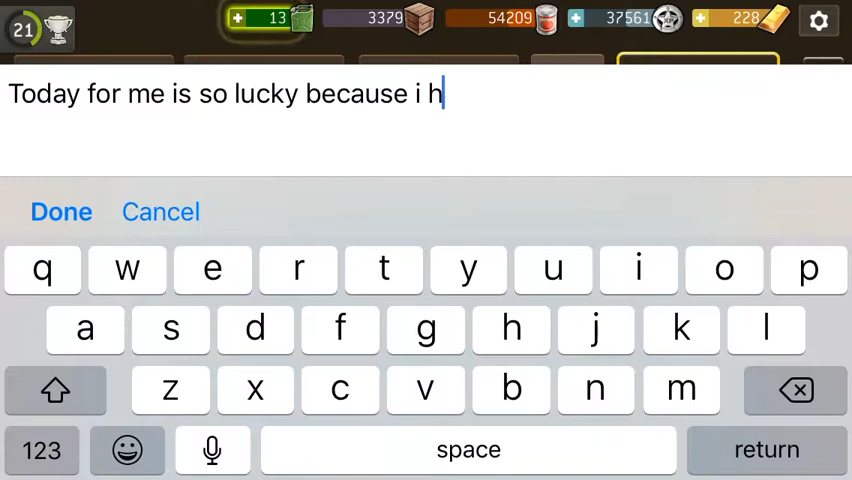 21 + 13 3379 54209 + 37561 + 228
Today for me is so lucky because i h
Done Cancel
q w e r t y u i o p
a s d f g h j k l
z x c v b n m
123 space return